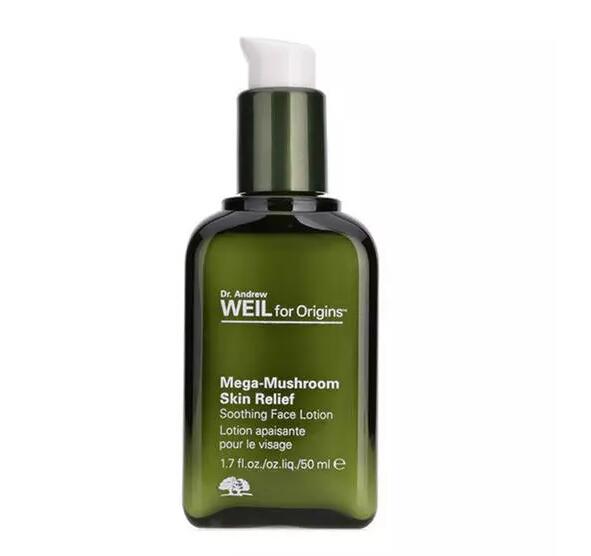 Dr. Andrew
WEIL for Origins™
Mega-Mushroom
Skin Relief
Soothing Face Lotion
Lotion apaisante
pour le visage
1.7 fl.oz./oz.liq./50 ml ℮